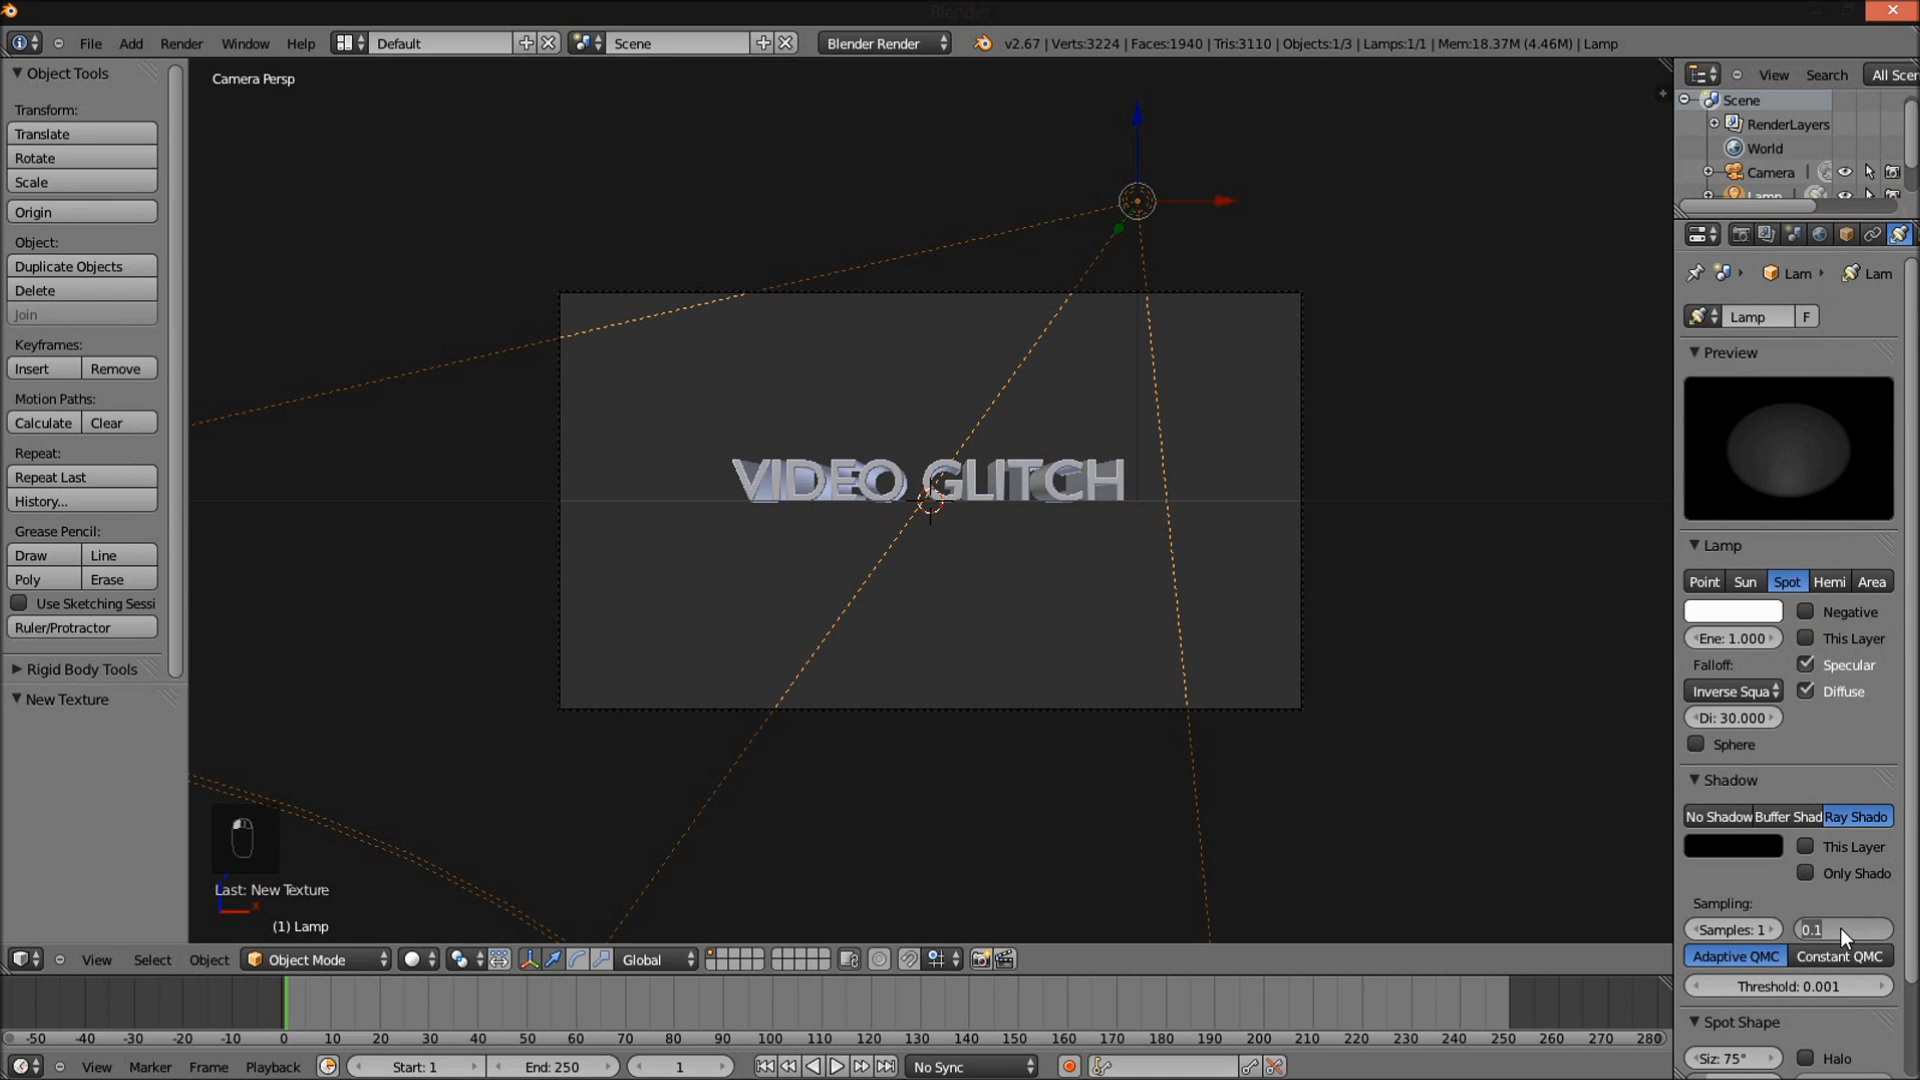 Blender
File Add Render Window Help Default Scene Blender Render v2.67 | Verts:3224 | Faces:1940 | Tris:3110 | Objects:1/3 | Lamps:1/1 | Mem:18.37M (4.46M) | Lamp
Object Tools
Transform:
Translate
Rotate
Scale
Origin
Object:
Duplicate Objects
Delete
Join
Keyframes:
Insert Remove
Motion Paths:
Calculate Clear
Repeat:
Repeat Last
History...
Grease Pencil:
Draw Line
Poly Erase
Use Sketching Sessi
Ruler/Protractor
Rigid Body Tools
New Texture
Camera Persp
VIDEO GLITCH
Last: New Texture
(1) Lamp
View Select Object Object Mode Global
-50 -40 -30 -20 -10 0 10 20 30 40 50 60 70 80 90 100 110 120 130 140 150 160 170 180 190 200 210 220 230 240 250 260 270 280
View Marker Frame Playback Start: 1 End: 250 1 No Sync
View Search All Scen
Scene
RenderLayers
World
Camera
Lamp
Lam Lam
Lamp F
Preview
Lamp
Point Sun Spot Hemi Area
Negative
Ene: 1.000 This Layer
Falloff: Specular
Inverse Squa Diffuse
Di: 30.000
Sphere
Shadow
No Shadow Buffer Shad Ray Shado
This Layer
Only Shado
Sampling:
Samples: 1 0.1
Adaptive QMC Constant QMC
Threshold: 0.001
Spot Shape
Siz: 75° Halo